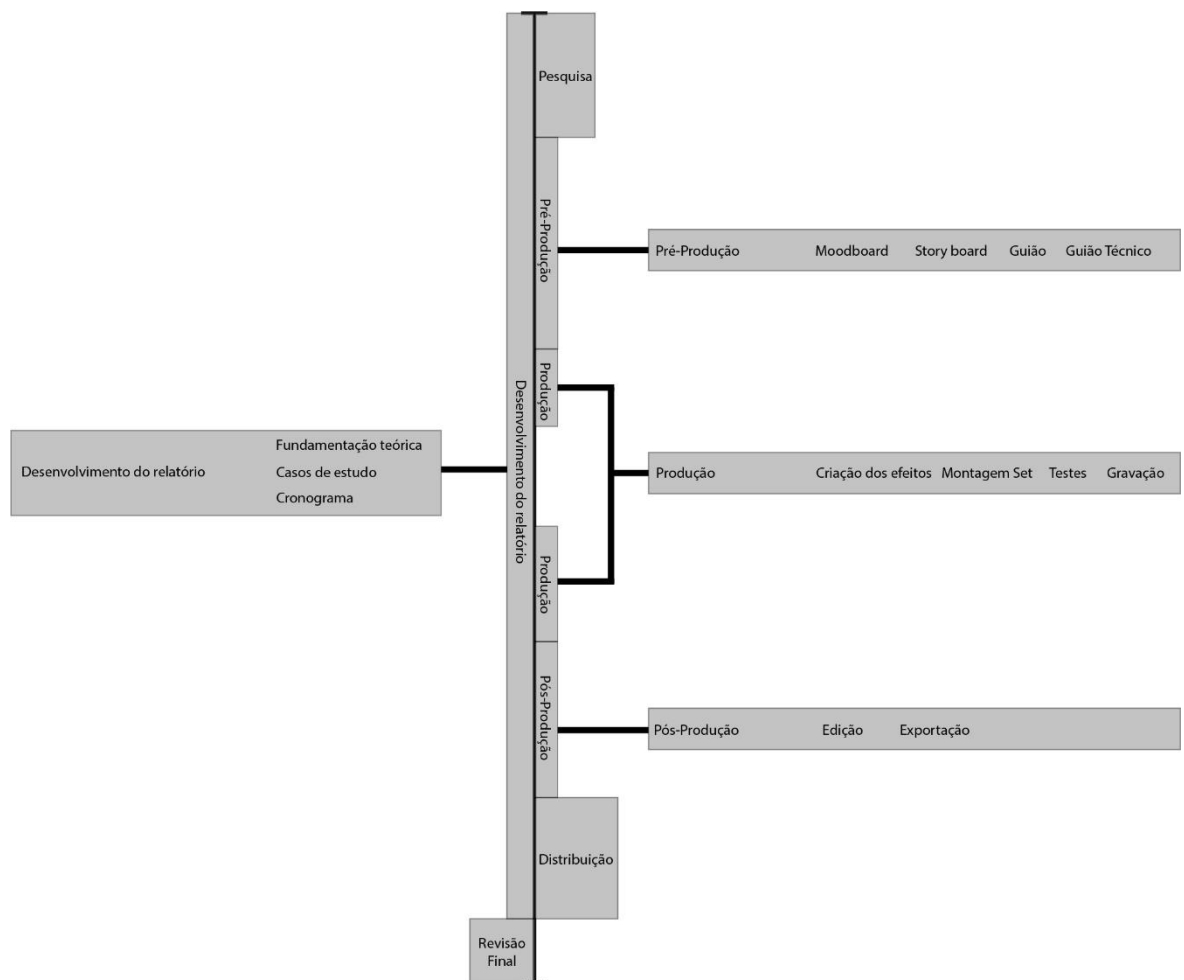 Pesquisa
Pré-Produção
Pré-Produção Moodboard Story board Guião Guião Técnico
Produção
Desenvolvimento do relatório
Desenvolvimento do relatório
Fundamentação teórica
Casos de estudo
Cronograma
Produção Criação dos efeitos Montagem Set Testes Gravação
Produção
Pós-Produção
Pós-Produção Edição Exportação
Distribuição
Revisão
Final